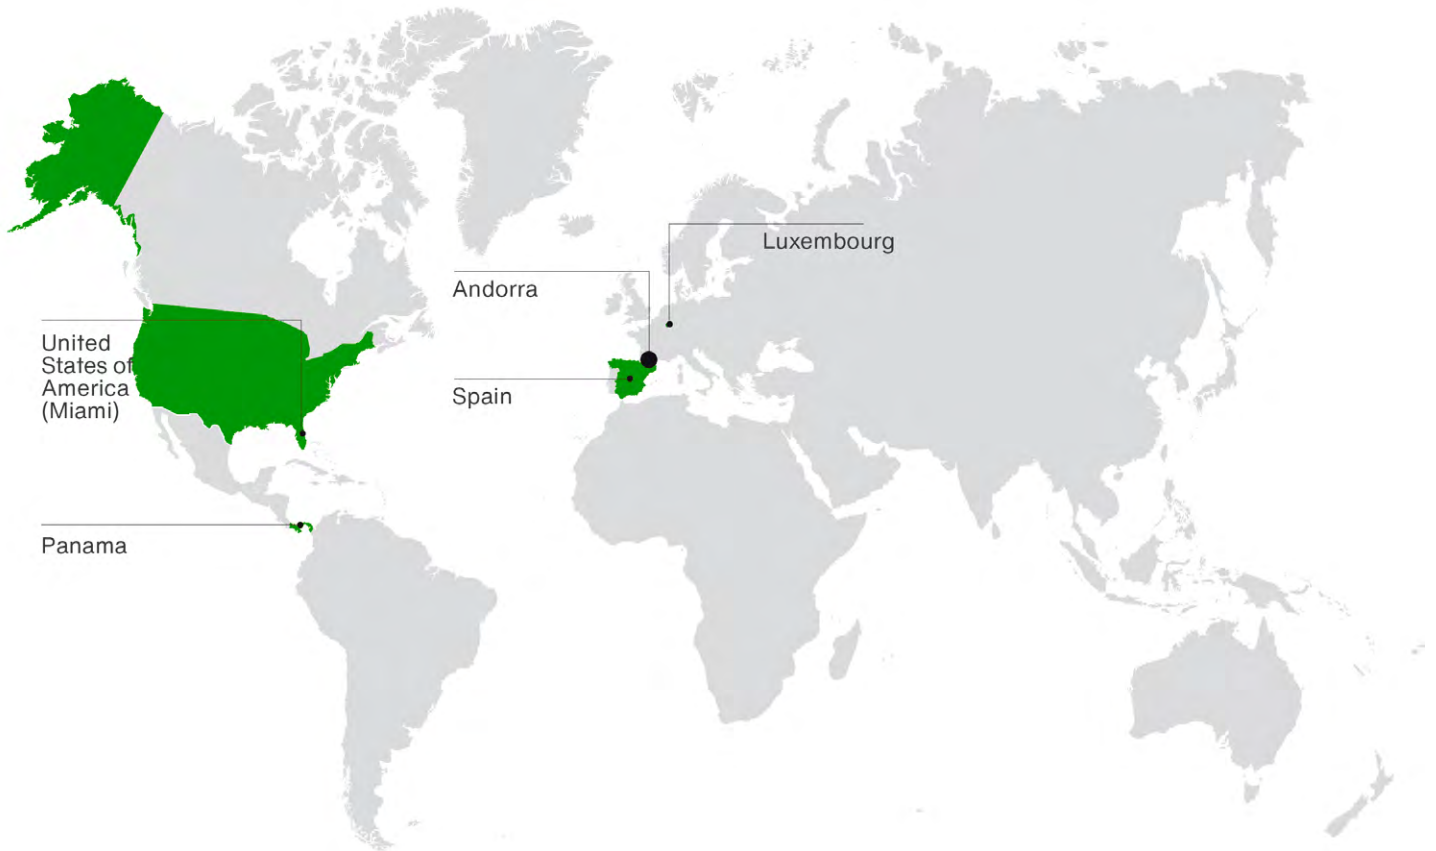 Luxembourg
Andorra
United
States of
America
(Miami)
Spain
Panama